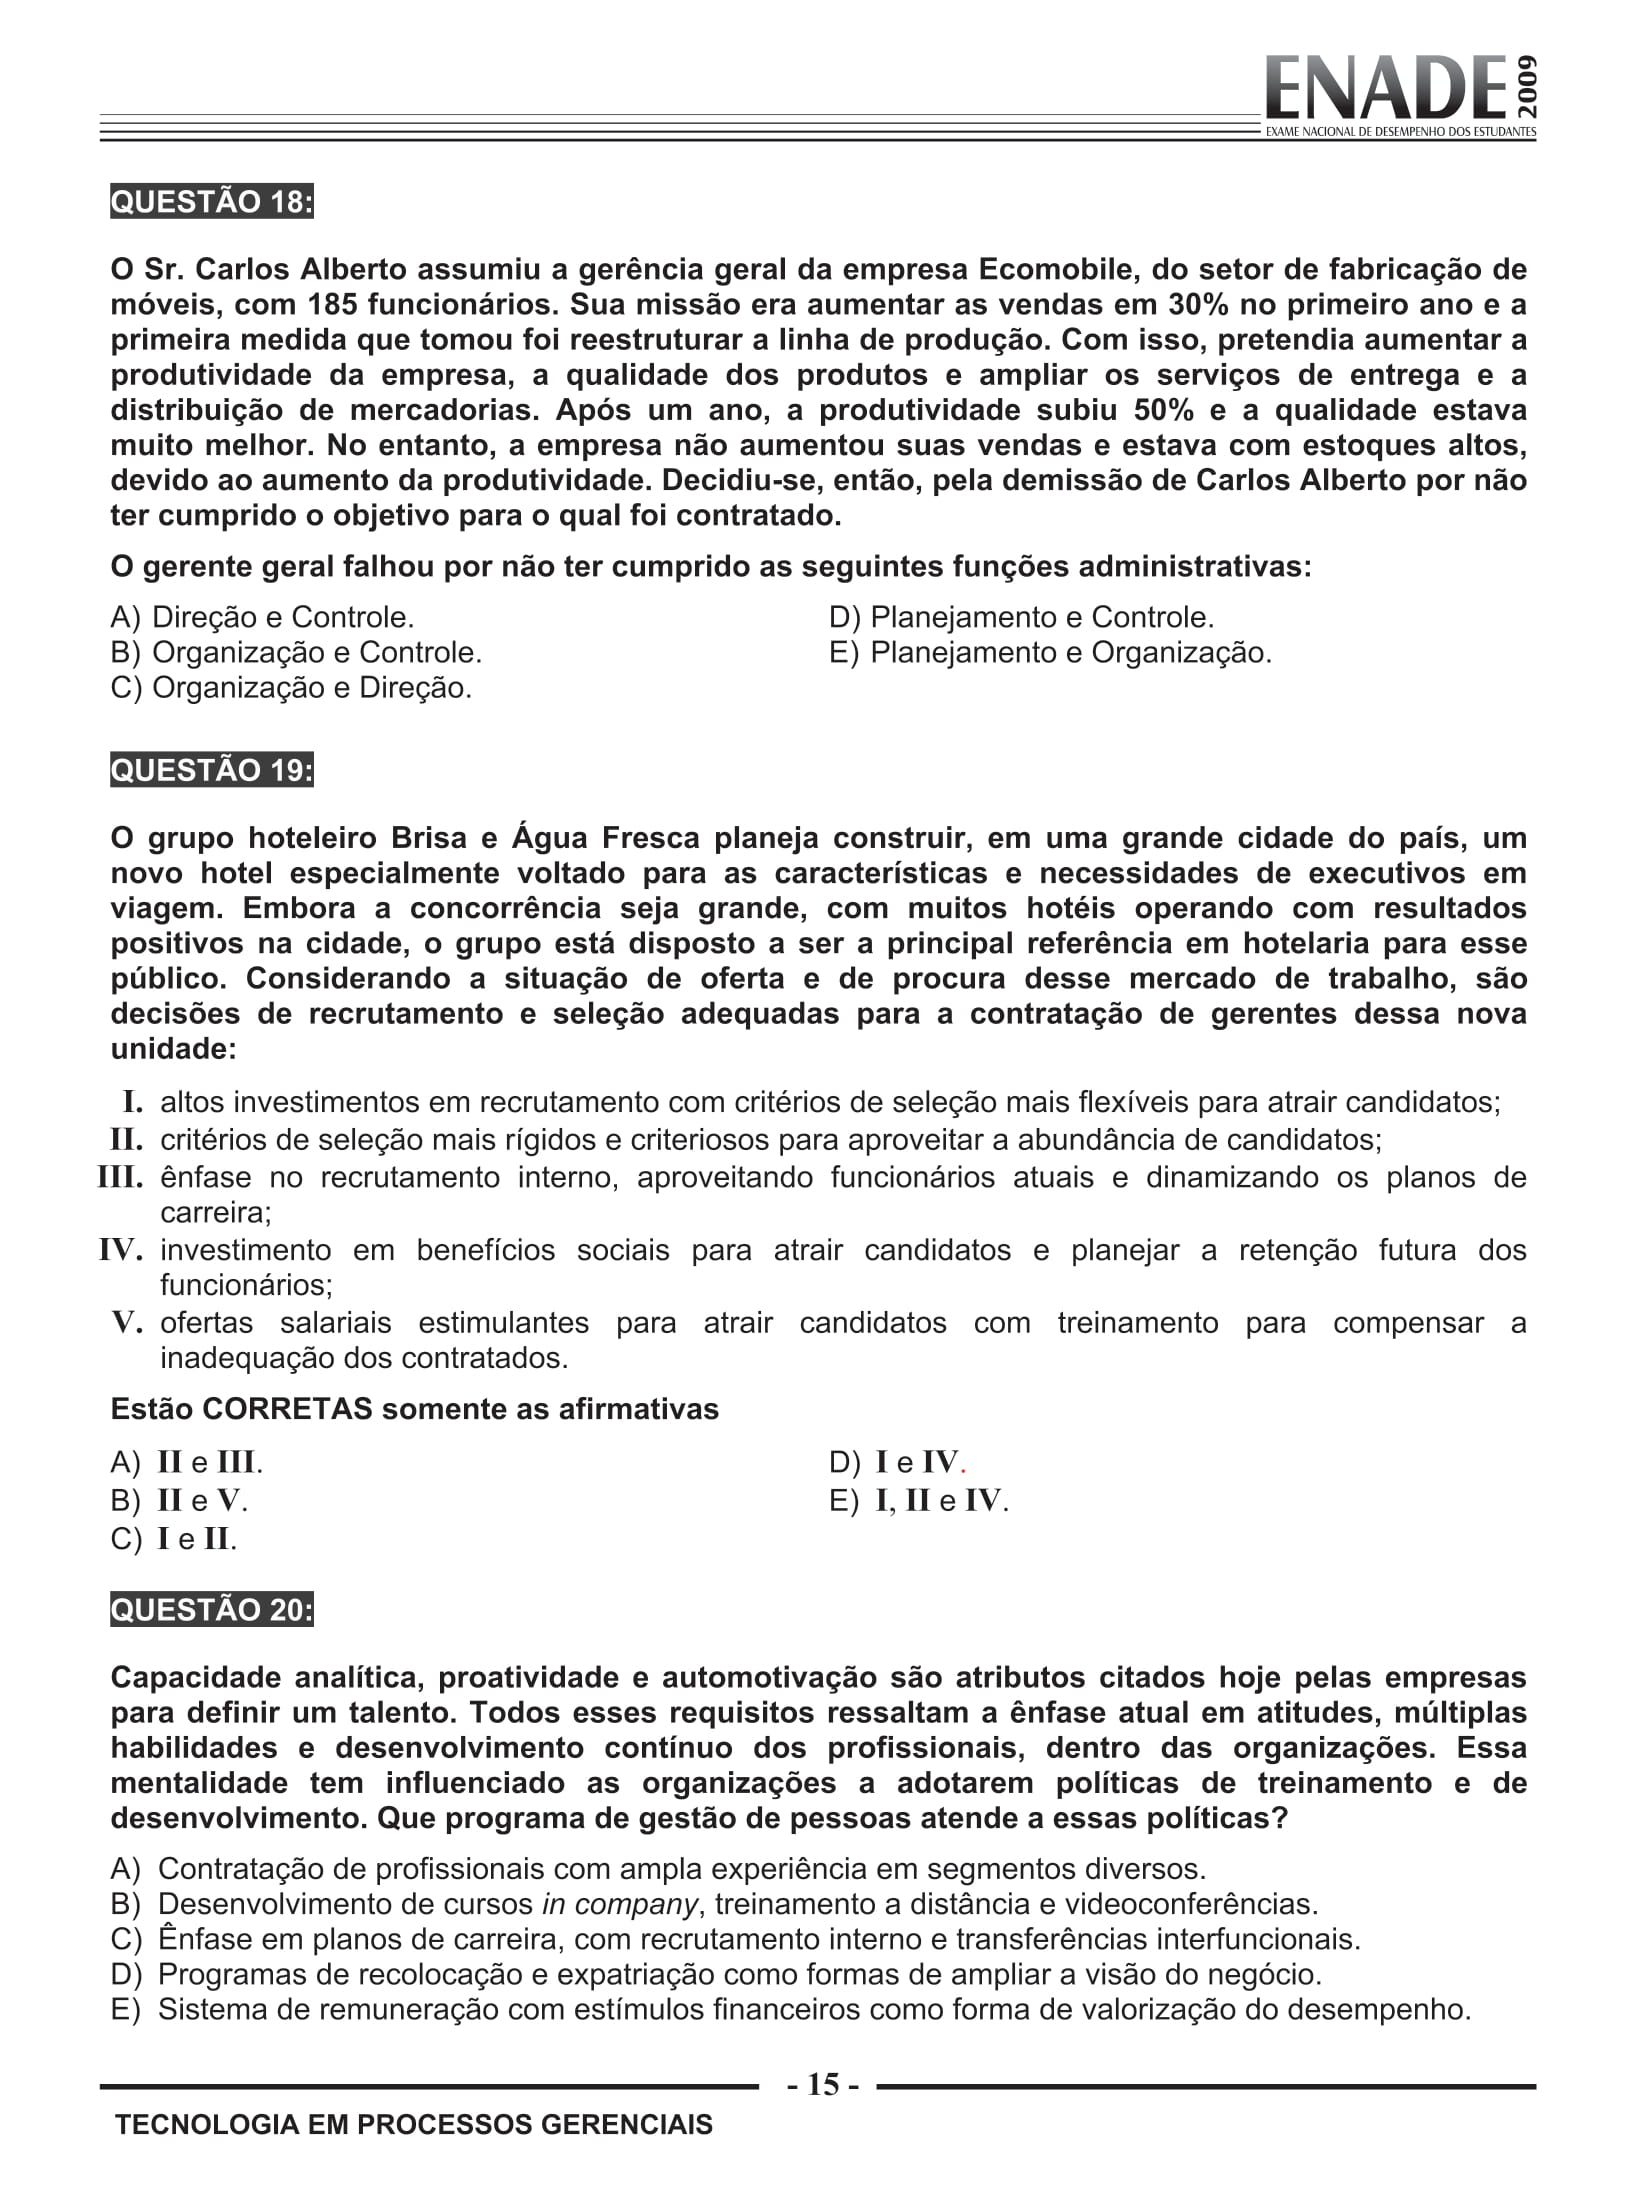 ENADE 2009
EXAME NACIONAL DE DESEMPENHO DOS ESTUDANTES
QUESTÃO 18:
O Sr. Carlos Alberto assumiu a gerência geral da empresa Ecomobile, do setor de fabricação de
móveis, com 185 funcionários. Sua missão era aumentar as vendas em 30% no primeiro ano e a
primeira medida que tomou foi reestruturar a linha de produção. Com isso, pretendia aumentar a
produtividade da empresa, a qualidade dos produtos e ampliar os serviços de entrega e a
distribuição de mercadorias. Após um ano, a produtividade subiu 50% e a qualidade estava
muito melhor. No entanto, a empresa não aumentou suas vendas e estava com estoques altos,
devido ao aumento da produtividade. Decidiu-se, então, pela demissão de Carlos Alberto por não
ter cumprido o objetivo para o qual foi contratado.
O gerente geral falhou por não ter cumprido as seguintes funções administrativas:
A) Direção e Controle.
B) Organização e Controle.
C) Organização e Direção.
D) Planejamento e Controle.
E) Planejamento e Organização.
QUESTÃO 19:
O grupo hoteleiro Brisa e Água Fresca planeja construir, em uma grande cidade do país, um
novo hotel especialmente voltado para as características e necessidades de executivos em
viagem. Embora a concorrência seja grande, com muitos hotéis operando com resultados
positivos na cidade, o grupo está disposto a ser a principal referência em hotelaria para esse
público. Considerando a situação de oferta e de procura desse mercado de trabalho, são
decisões de recrutamento e seleção adequadas para a contratação de gerentes dessa nova
unidade:
I. altos investimentos em recrutamento com critérios de seleção mais flexíveis para atrair candidatos;
II. critérios de seleção mais rígidos e criteriosos para aproveitar a abundância de candidatos;
III. ênfase no recrutamento interno, aproveitando funcionários atuais e dinamizando os planos de
carreira;
IV. investimento em benefícios sociais para atrair candidatos e planejar a retenção futura dos
funcionários;
V. ofertas salariais estimulantes para atrair candidatos com treinamento para compensar a
inadequação dos contratados.
Estão CORRETAS somente as afirmativas
A) II e III.
B) II e V.
C) I e II.
D) I e IV.
E) I, II e IV.
QUESTÃO 20:
Capacidade analítica, proatividade e automotivação são atributos citados hoje pelas empresas
para definir um talento. Todos esses requisitos ressaltam a ênfase atual em atitudes, múltiplas
habilidades e desenvolvimento contínuo dos profissionais, dentro das organizações. Essa
mentalidade tem influenciado as organizações a adotarem políticas de treinamento e de
desenvolvimento. Que programa de gestão de pessoas atende a essas políticas?
A) Contratação de profissionais com ampla experiência em segmentos diversos.
B) Desenvolvimento de cursos in company, treinamento a distância e videoconferências.
C) Ênfase em planos de carreira, com recrutamento interno e transferências interfuncionais.
D) Programas de recolocação e expatriação como formas de ampliar a visão do negócio.
E) Sistema de remuneração com estímulos financeiros como forma de valorização do desempenho.
- 15 -
TECNOLOGIA EM PROCESSOS GERENCIAIS